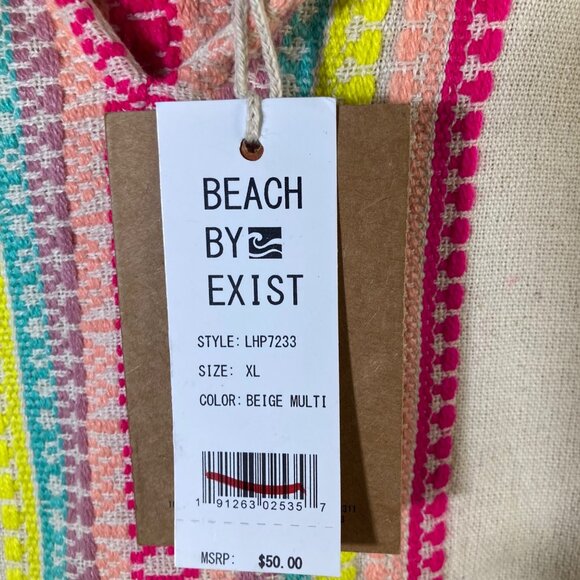 BEACH
BY
EXIST
STYLE: LHP7233
SIZE: XL
COLOR: BEIGE MULTI
1 91263 02535 7
MSRP: $50.00